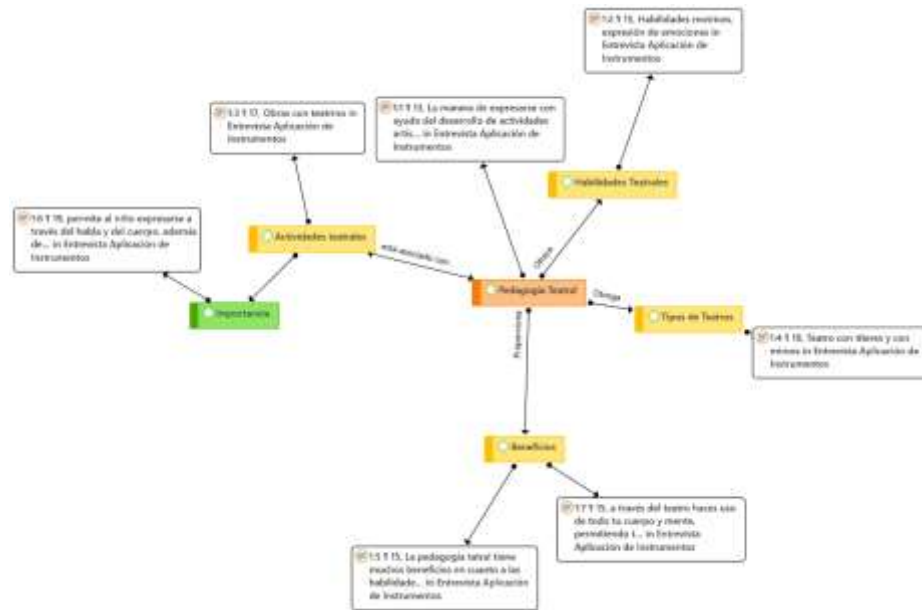 1:2 ¶ 13, Habilidades motrices,
expresión de emociones in
Entrevista Aplicación de
Instrumentos
1:3 ¶ 17, Obras con teatrinos in
Entrevista Aplicación de
Instrumentos
1:1 ¶ 13, La manera de expresarse con
ayuda del desarrollo de actividades
artís... in Entrevista Aplicación de
Instrumentos
Habilidades Teatrales
1:6 ¶ 19, permite al niño expresarse a
través del habla y del cuerpo, además
de... in Entrevista Aplicación de
Instrumentos
Actividades teatrales
está asociado con
Pedagogía Teatral
Otorga
Tipos de Teatros
Importancia
Proporciona
1:4 ¶ 18, Teatro con títeres y con
mimos in Entrevista Aplicación de
Instrumentos
Beneficios
1:7 ¶ 15, a través del teatro haces uso
de todo tu cuerpo y mente,
permitiendo t... in Entrevista
Aplicación de Instrumentos
1:5 ¶ 15, La pedagogía tetral tiene
muchos beneficios en cuanto a las
habilidade... in Entrevista Aplicación
de Instrumentos